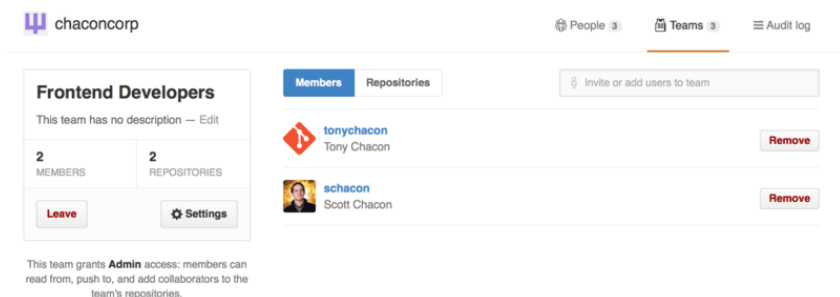 chaconcorp
People 3
Teams 3
Audit log
Frontend Developers
This team has no description — Edit
2
MEMBERS
2
REPOSITORIES
Leave
Settings
This team grants Admin access: members can
read from, push to, and add collaborators to the
team's repositories.
Members
Repositories
Invite or add users to team
tonychacon
Tony Chacon
Remove
schacon
Scott Chacon
Remove